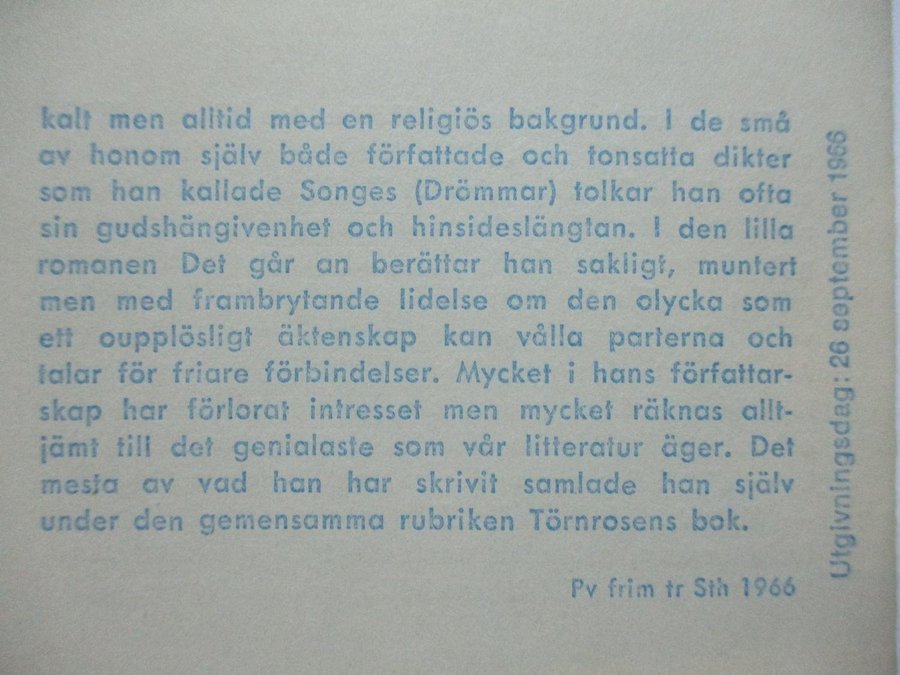 kalt men alltid med en religiös bakgrund. I de små
av honom själv både författade och tonsatta dikter
som han kallade Songes (Drömmar) tolkar han ofta
sin gudshängivenhet och hinsideslängtan. I den lilla
romanen Det går an berättar han sakligt, muntert
men med frambrytande lidelse om den olycka som
ett oupplösligt äktenskap kan vålla parterna och
talar för friare förbindelser. Mycket i hans författar-
skap har förlorat intresset men mycket räknas allt-
jämt till det genialaste som vår litteratur äger. Det
mesta av vad han har skrivit samlade han själv
under den gemensamma rubriken Törnrosens bok.
Pv frim tr Sth 1966
Utgivningsdag: 26 september 1966